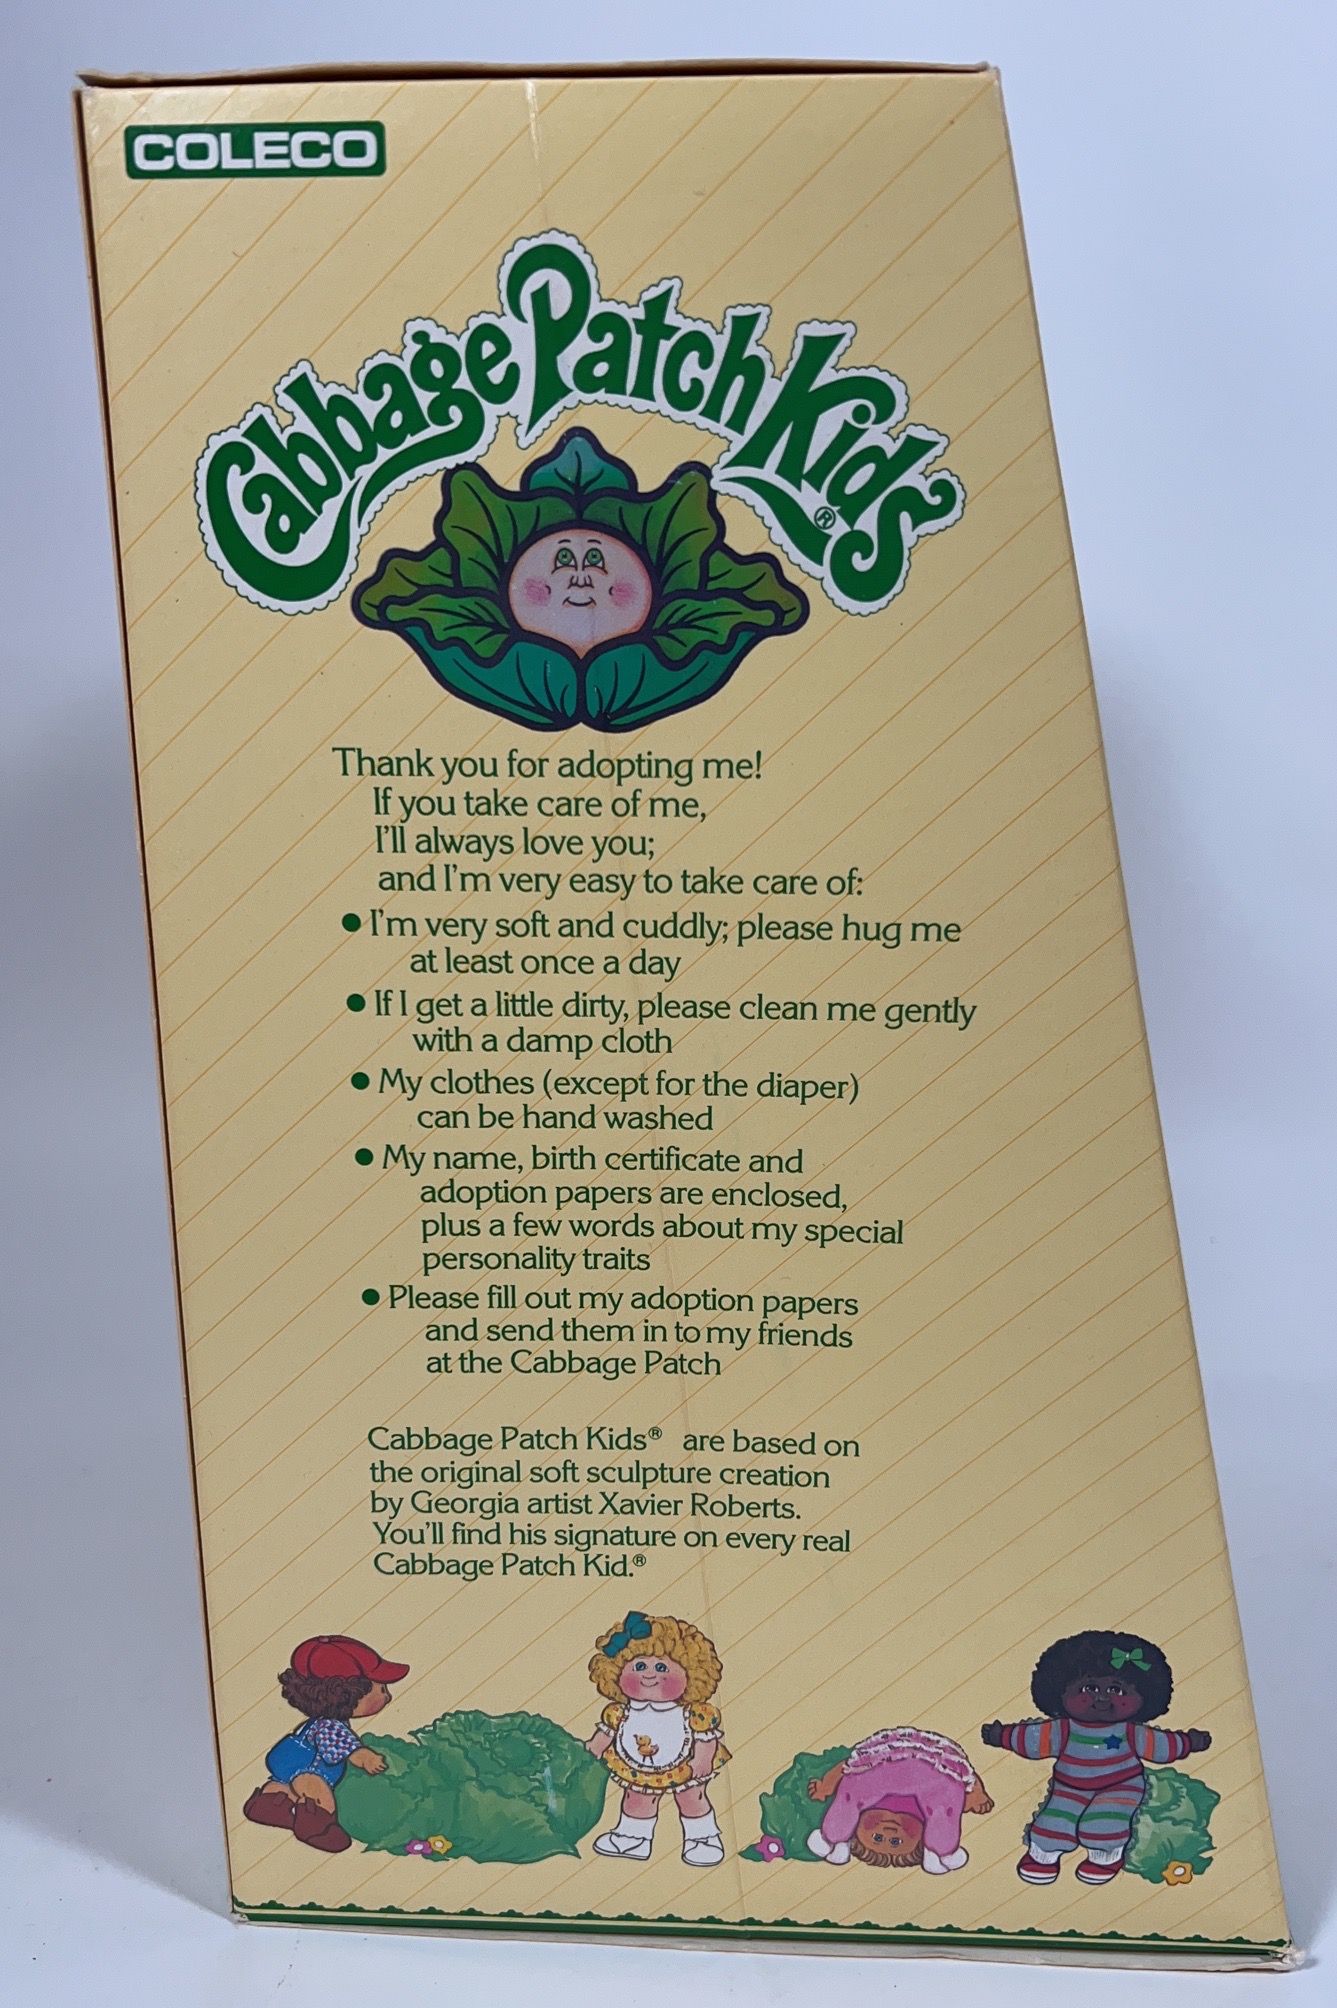 COLECO
Cabbage Patch Kids®
Thank you for adopting me!
If you take care of me,
I'll always love you;
and I'm very easy to take care of:
● I'm very soft and cuddly; please hug me
at least once a day
● If I get a little dirty, please clean me gently
with a damp cloth
● My clothes (except for the diaper)
can be hand washed
● My name, birth certificate and
adoption papers are enclosed,
plus a few words about my special
personality traits
● Please fill out my adoption papers
and send them in to my friends
at the Cabbage Patch
Cabbage Patch Kids® are based on
the original soft sculpture creation
by Georgia artist Xavier Roberts.
You'll find his signature on every real
Cabbage Patch Kid.®